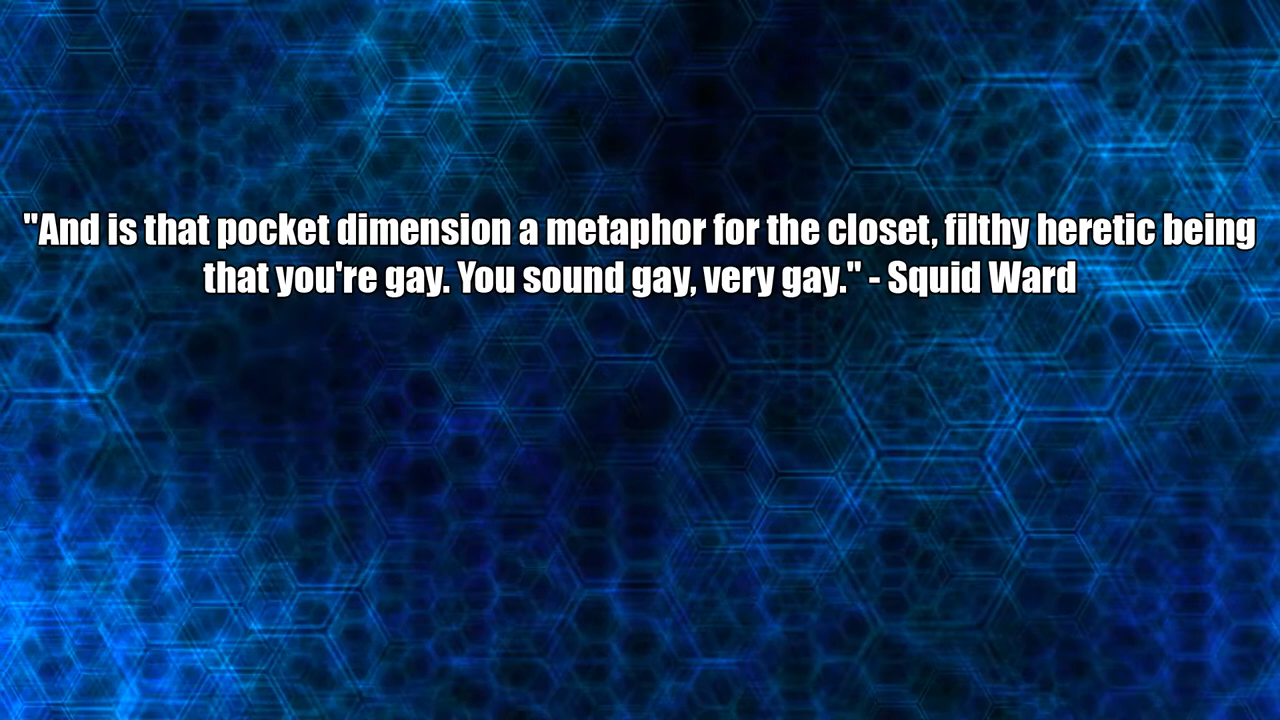 "And is that pocket dimension a metaphor for the closet, filthy heretic being
that you're gay. You sound gay, very gay." - Squid Ward